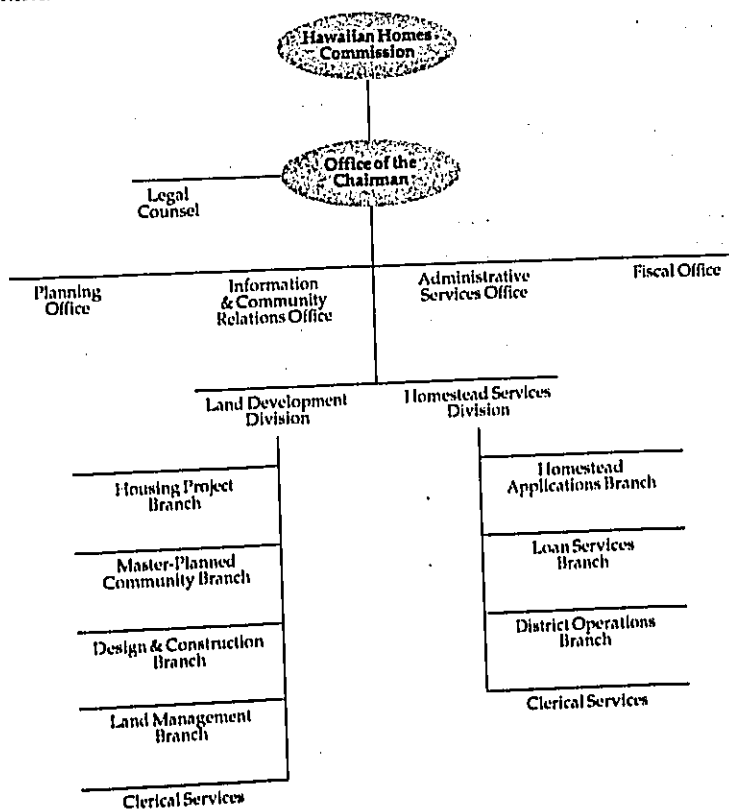 Hawaiian Homes
Commission
Office of the
Chairman
Legal
Counsel
Planning
Office
Information
& Community
Relations Office
Administrative
Services Office
Fiscal Office
Land Development
Division
Homestead Services
Division
Housing Project
Branch
Master-Planned
Community Branch
Design & Construction
Branch
Land Management
Branch
Clerical Services
Homestead
Applications Branch
Loan Services
Branch
District Operations
Branch
Clerical Services